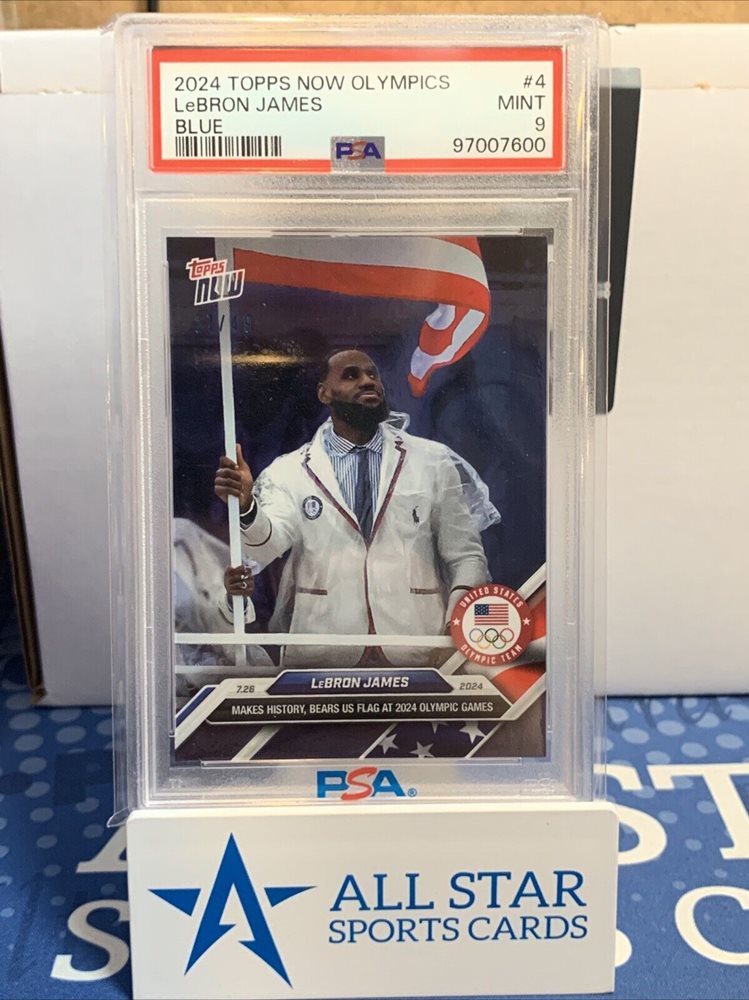 2024 TOPPS NOW OLYMPICS #4
LeBRON JAMES MINT
BLUE 9
PSA 97007600
topps
NOW
UNITED STATES
OLYMPIC TEAM
LeBRON JAMES
7.26 2024
MAKES HISTORY, BEARS US FLAG AT 2024 OLYMPIC GAMES
PSA®
ALL STAR
SPORTS CARDS